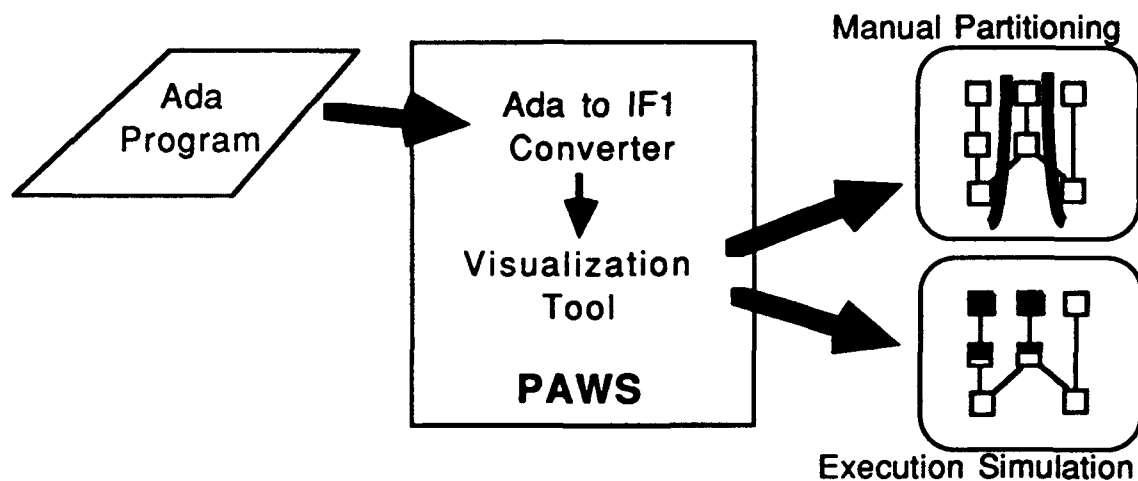 Manual Partitioning
Ada
Program
Ada to IF1
Converter
Visualization
Tool
PAWS
Execution Simulation